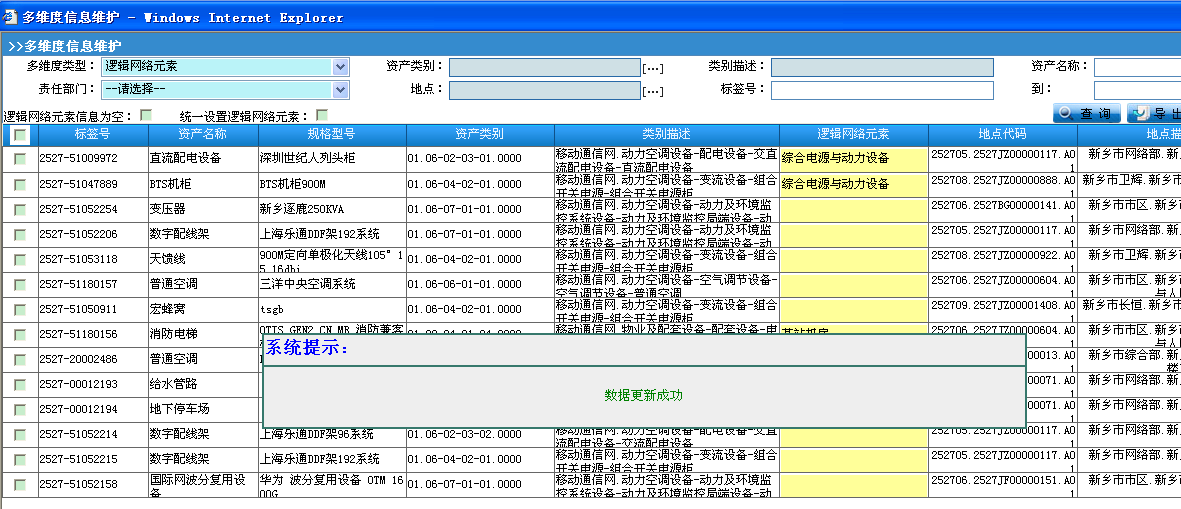 多维度信息维护 - Windows Internet Explorer
>>多维度信息维护
多维度类型： 逻辑网络元素 资产类别： [...] 类别描述： 资产名称：
责任部门： --请选择-- 地点： [...] 标签号： 到：
逻辑网络元素信息为空： 统一设置逻辑网络元素： 查 询 导 出
标签号 资产名称 规格型号 资产类别 类别描述 逻辑网络元素 地点代码 地点描
2527-51009972 直流配电设备 深圳世纪人列头柜 01.06-02-03-01.0000 移动通信网.动力空调设备-配电设备-交直流配电设备-直流配电设备 综合电源与动力设备 252705.2527JZ00000117.A01 新乡市网络部.新
2527-51047889 BTS机柜 BTS机柜900M 01.06-04-02-01.0000 移动通信网.动力空调设备-变流设备-组合开关电源-组合开关电源柜 综合电源与动力设备 252708.2527JZ00000888.A01 新乡市卫辉.新乡市
2527-51052254 变压器 新乡逐鹿250KVA 01.06-07-01-01.0000 移动通信网.动力空调设备-动力及环境监控系统设备-动力及环境监控局端设备-动 252706.2527BG00000141.A01 新乡市市区.新乡
2527-51052206 数字配线架 上海乐通DDF架192系统 01.06-07-01-01.0000 移动通信网.动力空调设备-动力及环境监控系统设备-动力及环境监控局端设备-动 252705.2527JZ00000117.A01 新乡市网络部.新
2527-51053118 天馈线 900M定向单极化天线105°15.16dbi 01.06-04-02-01.0000 移动通信网.动力空调设备-变流设备-组合开关电源-组合开关电源柜 252708.2527JZ00000922.A01 新乡市卫辉.新乡
2527-51180157 普通空调 三洋中央空调系统 01.06-06-01-01.0000 移动通信网.动力空调设备-空气调节设备-空气调节设备-普通空调 252706.2527JZ00000604.A01 新乡市市区.新乡 与人
2527-51050911 宏蜂窝 tsgb 01.06-04-02-01.0000 移动通信网.动力空调设备-变流设备-组合开关电源-组合开关电源柜 252709.2527JZ00001408.A01 新乡市长恒.新乡市
2527-51180156 消防电梯 OTIS GEN2 CN MR 消防兼客 移动通信网.物业及配套设备-配套设备-电 基站机房 252706.2527JZ00000604.A01 新乡市市区.新乡 与人
系统提示：
2527-20002486 普通空调 00013.A01 新乡市综合部.新 楼
2527-00012193 给水管路 00071.A01 新乡市网络部.新
数据更新成功
2527-00012194 地下停车场 00071.A01 新乡市网络部.新
2527-51052214 数字配线架 上海乐通DDF架96系统 01.06-02-03-02.0000 移动通信网.动力空调设备-配电设备-交直流配电设备-交流配电设备 252705.2527JZ00000117.A01 新乡市网络部.新
2527-51052215 数字配线架 上海乐通DDF架192系统 01.06-04-02-01.0000 移动通信网.动力空调设备-变流设备-组合开关电源-组合开关电源柜 252705.2527JZ00000117.A01 新乡市网络部.新
2527-51052158 国际网波分复用设备 华为 波分复用设备 OTM 1600G 01.06-07-01-01.0000 移动通信网.动力空调设备-动力及环境监控系统设备-动力及环境监控局端设备-动 252706.2527JF00000151.A01 新乡市市区.新乡